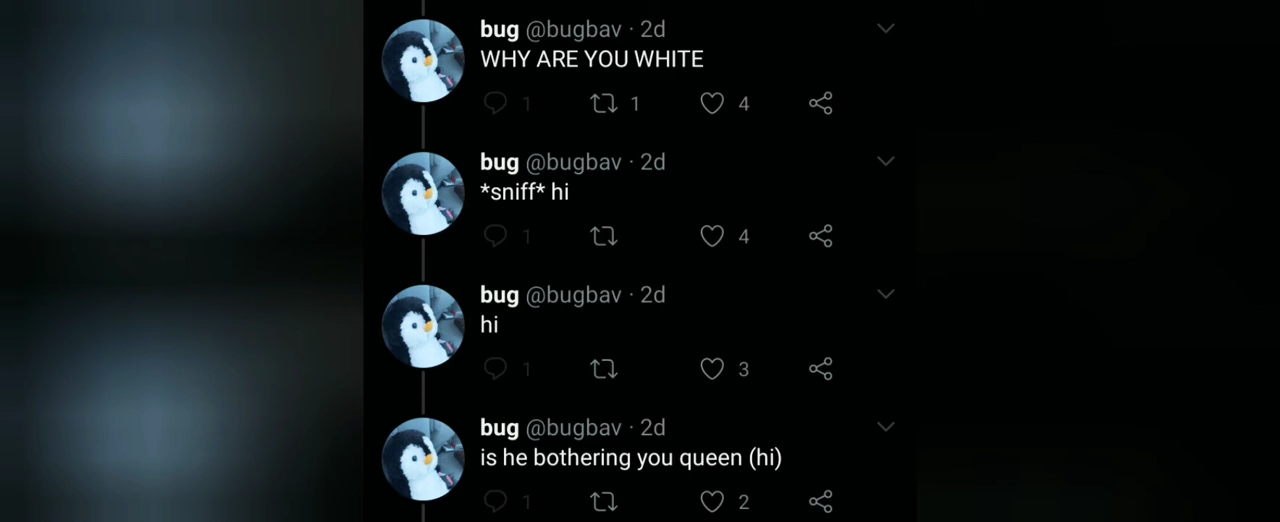 bug @bugbav · 2d
WHY ARE YOU WHITE
1 1 4
bug @bugbav · 2d
*sniff* hi
1 4
bug @bugbav · 2d
hi
1 3
bug @bugbav · 2d
is he bothering you queen (hi)
1 2